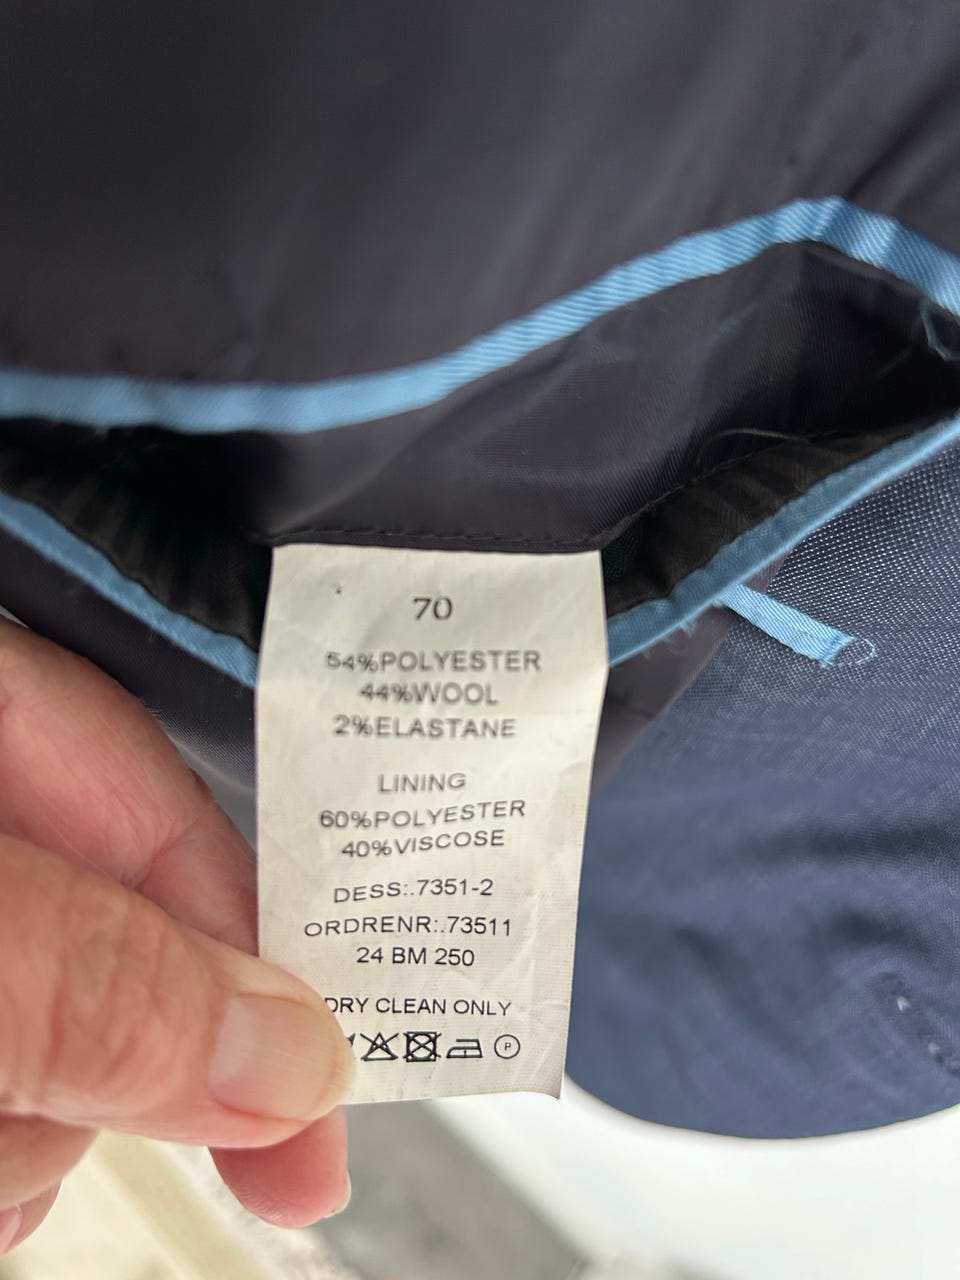 70
54%POLYESTER
44%WOOL
2%ELASTANE
LINING
60%POLYESTER
40%VISCOSE
DESS:.7351-2
ORDRENR:.73511
24 BM 250
DRY CLEAN ONLY
P